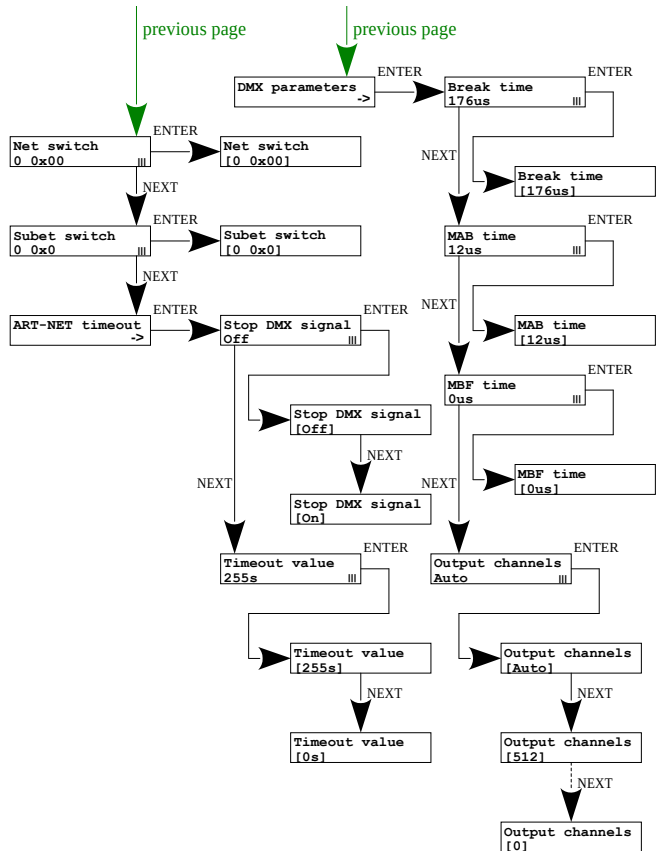 previous page
previous page
DMX parameters
->
ENTER
Break time
176us
ENTER
Net switch
0 0x00
ENTER
Net switch
[0 0x00]
NEXT
NEXT
Break time
[176us]
Subet switch
0 0x0
ENTER
Subet switch
[0 0x0]
MAB time
12us
ENTER
NEXT
ART-NET timeout
->
ENTER
Stop DMX signal
Off
ENTER
NEXT
MAB time
[12us]
MBF time
0us
ENTER
Stop DMX signal
[Off]
NEXT
Stop DMX signal
[On]
NEXT
NEXT
MBF time
[0us]
Timeout value
255s
ENTER
Output channels
Auto
ENTER
Timeout value
[255s]
Output channels
[Auto]
NEXT
NEXT
Timeout value
[0s]
Output channels
[512]
NEXT
Output channels
[0]